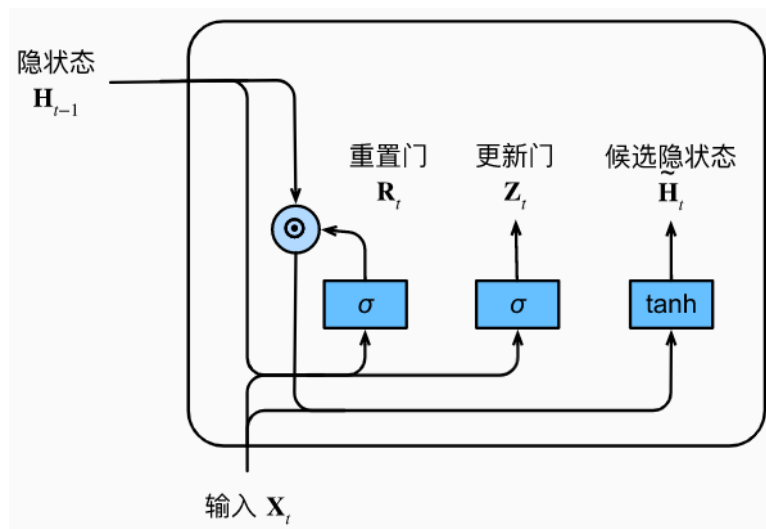 隐状态
H_{t−1}
重置门
R_t
更新门
Z_t
候选隐状态
H̃_t
⊙
σ
σ
tanh
输入 X_t